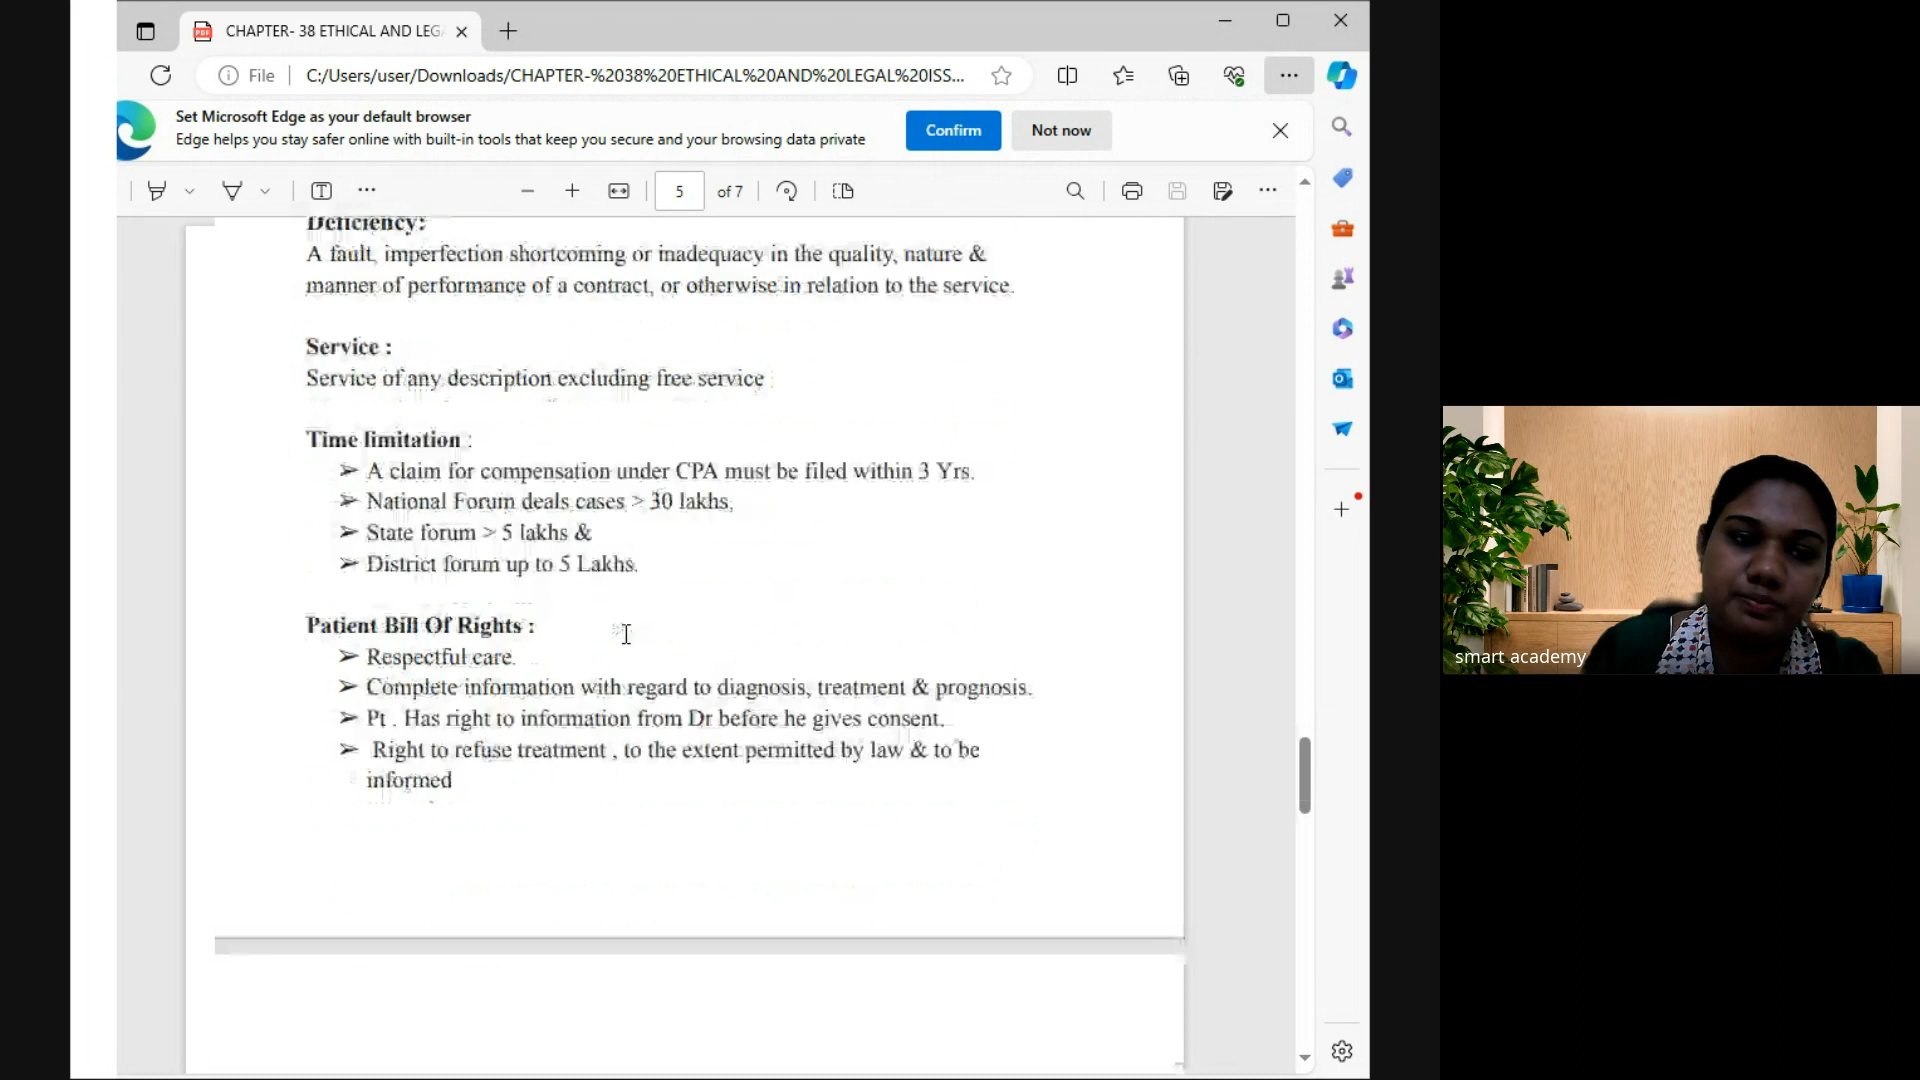 CHAPTER- 38 ETHICAL AND LEG
File
C:/Users/user/Downloads/CHAPTER-%2038%20ETHICAL%20AND%20LEGAL%20ISS...
Set Microsoft Edge as your default browser
Edge helps you stay safer online with built-in tools that keep you secure and your browsing data private
Confirm
Not now
5 of 7
Deficiency:
A fault, imperfection shortcoming or inadequacy in the quality, nature &
manner of performance of a contract, or otherwise in relation to the service.
Service :
Service of any description excluding free service
Time limitation :
➢ A claim for compensation under CPA must be filed within 3 Yrs.
➢ National Forum deals cases > 30 lakhs,
➢ State forum > 5 lakhs &
➢ District forum up to 5 Lakhs.
Patient Bill Of Rights :
➢ Respectful care.
➢ Complete information with regard to diagnosis, treatment & prognosis.
➢ Pt . Has right to information from Dr before he gives consent.
➢ Right to refuse treatment , to the extent permitted by law & to be
informed
smart academy